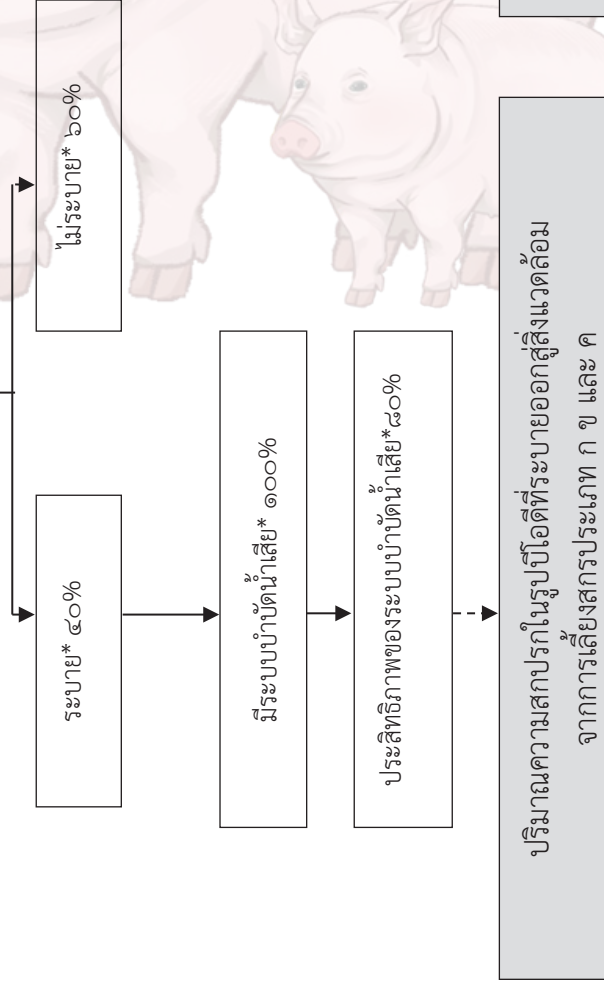 ไม่ระบาย* ๖๐%
ระบาย* ๔๐%
มีระบบบำบัดน้ำเสีย* ๑๐๐%
ประสิทธิภาพของระบบบำบัดน้ำเสีย*๘๐%
ปริมาณความสกปรกในรูปบีโอดีที่ระบายออกสู่สิ่งแวดล้อม
จากการเลี้ยงสุกรประเภท ก ข และ ค